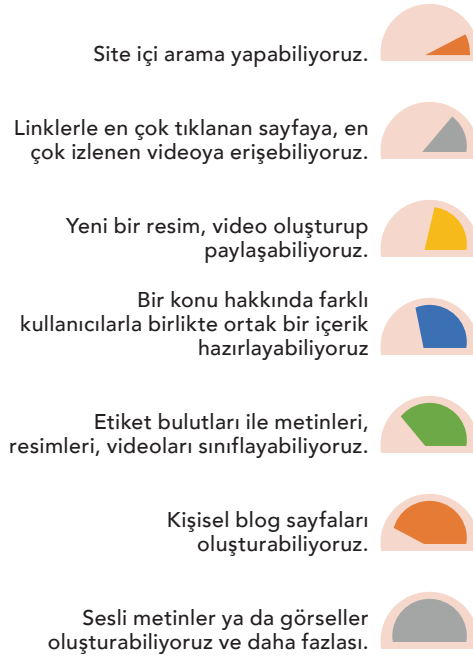 Site içi arama yapabiliyoruz.
Linklerle en çok tıklanan sayfaya, en
çok izlenen videoya erişebiliyoruz.
Yeni bir resim, video oluşturup
paylaşabiliyoruz.
Bir konu hakkında farklı
kullanıcılarla birlikte ortak bir içerik
hazırlayabiliyoruz
Etiket bulutları ile metinleri,
resimleri, videoları sınıflayabiliyoruz.
Kişisel blog sayfaları
oluşturabiliyoruz.
Sesli metinler ya da görseller
oluşturabiliyoruz ve daha fazlası.